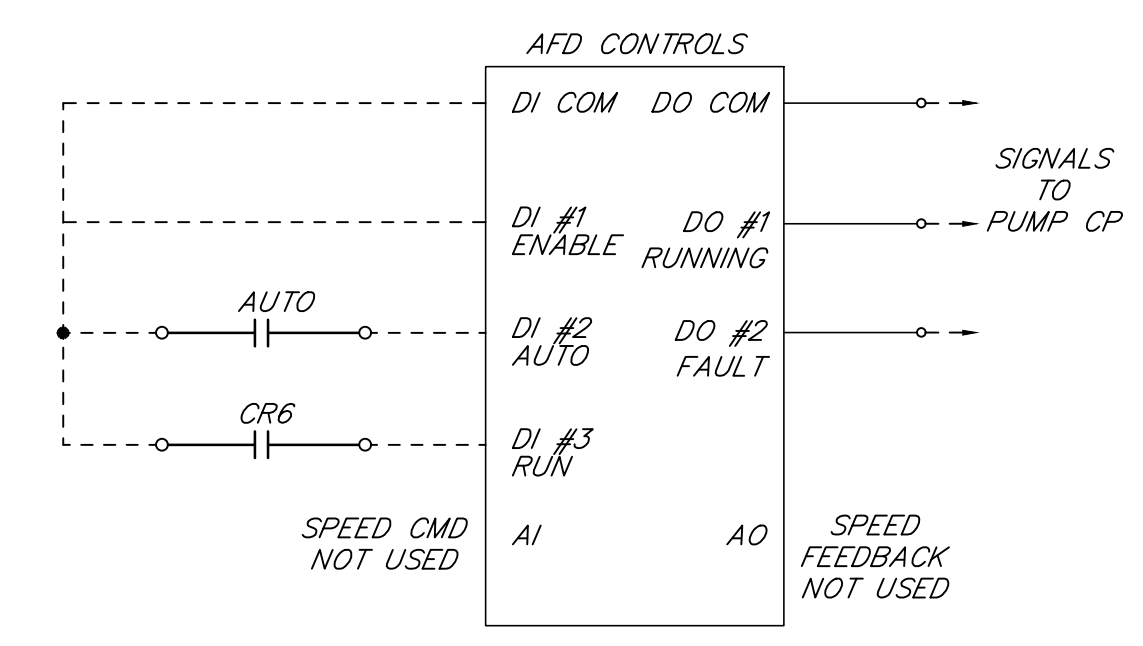 AFD CONTROLS
DI COM
DO COM
SIGNALS
TO
PUMP CP
DI #1
ENABLE
DO #1
RUNNING
AUTO
DI #2
AUTO
DO #2
FAULT
CR6
DI #3
RUN
SPEED CMD
NOT USED
AI
AO
SPEED
FEEDBACK
NOT USED